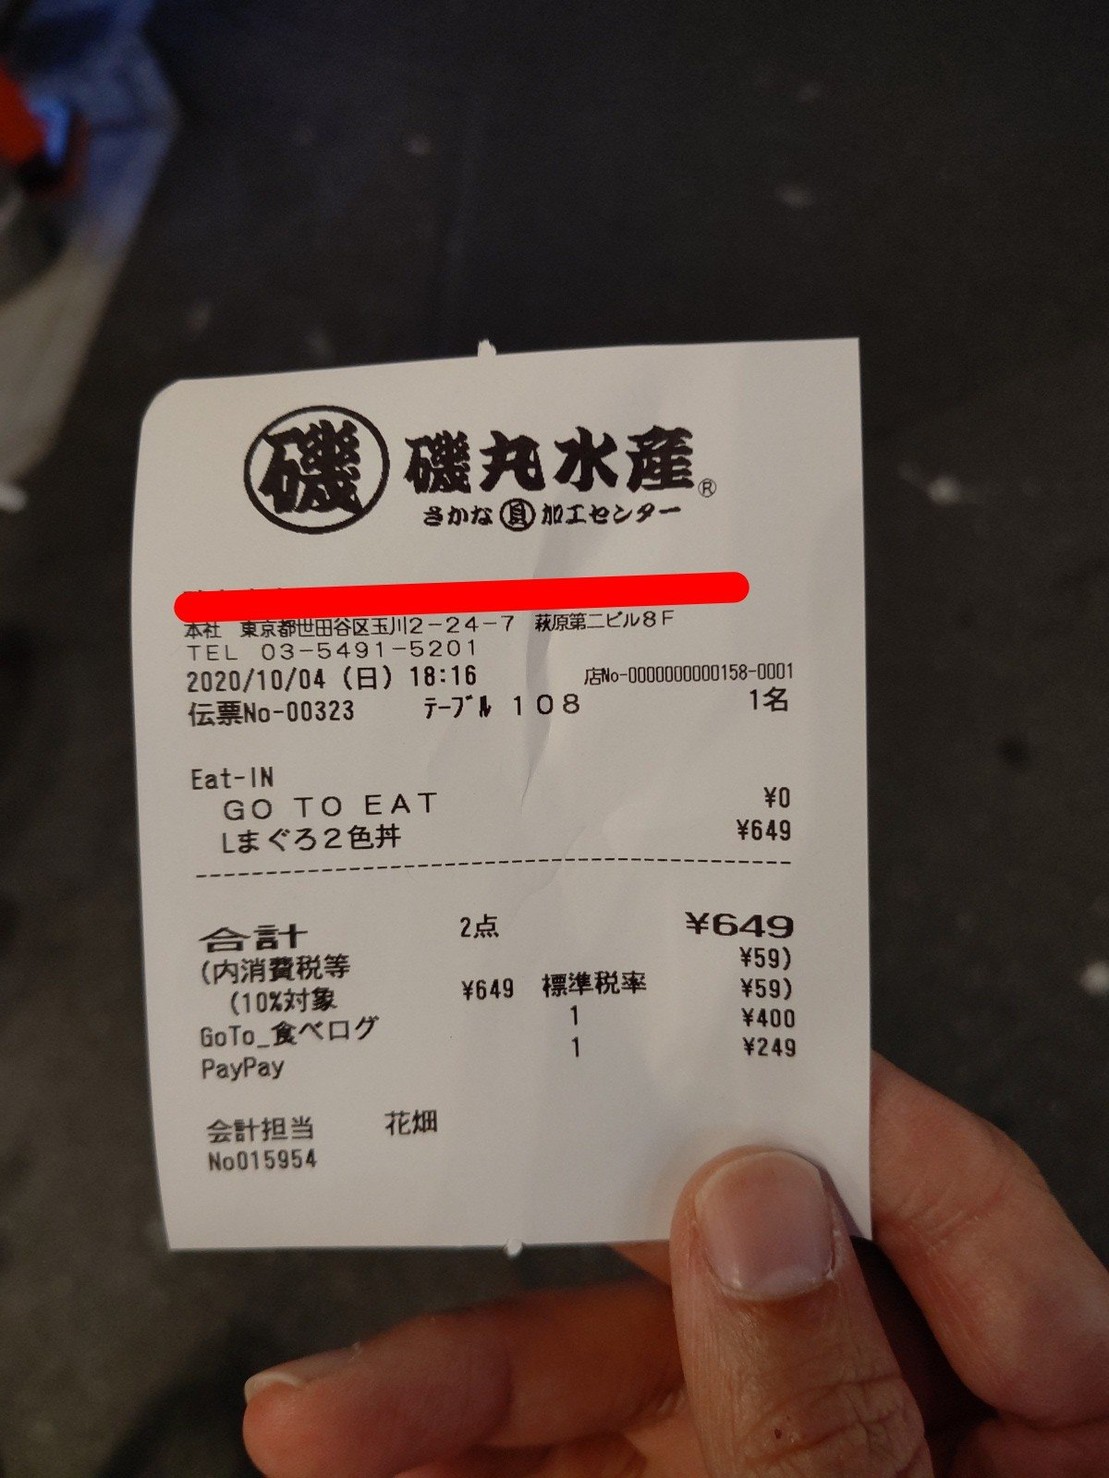 磯 磯丸水産®
さかな 貝 加工センター
本社 東京都世田谷区玉川2-24-7 萩原第二ビル8F
TEL 03-5491-5201
2020/10/04 (日) 18:16 店No-0000000000158-0001
伝票No-00323 テーブル 108 1名
Eat-IN
GO TO EAT ¥0
Lまぐろ2色丼 ¥649
合計 2点 ¥649
(内消費税等 ¥59)
(10%対象 ¥649 標準税率 ¥59)
GoTo_食べログ 1 ¥400
PayPay 1 ¥249
会計担当 花畑
No015954